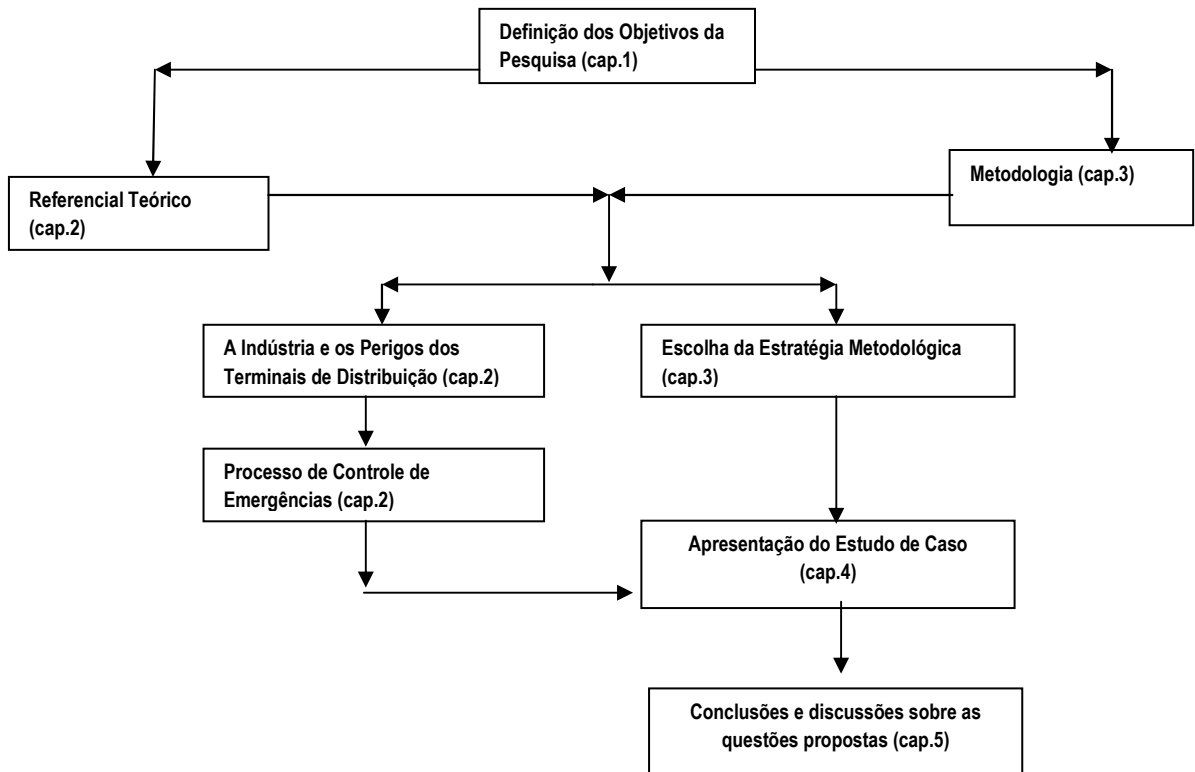 Definição dos Objetivos da
Pesquisa (cap.1)
Referencial Teórico
(cap.2)
Metodologia (cap.3)
A Indústria e os Perigos dos
Terminais de Distribuição (cap.2)
Escolha da Estratégia Metodológica
(cap.3)
Processo de Controle de
Emergências (cap.2)
Apresentação do Estudo de Caso
(cap.4)
Conclusões e discussões sobre as
questões propostas (cap.5)